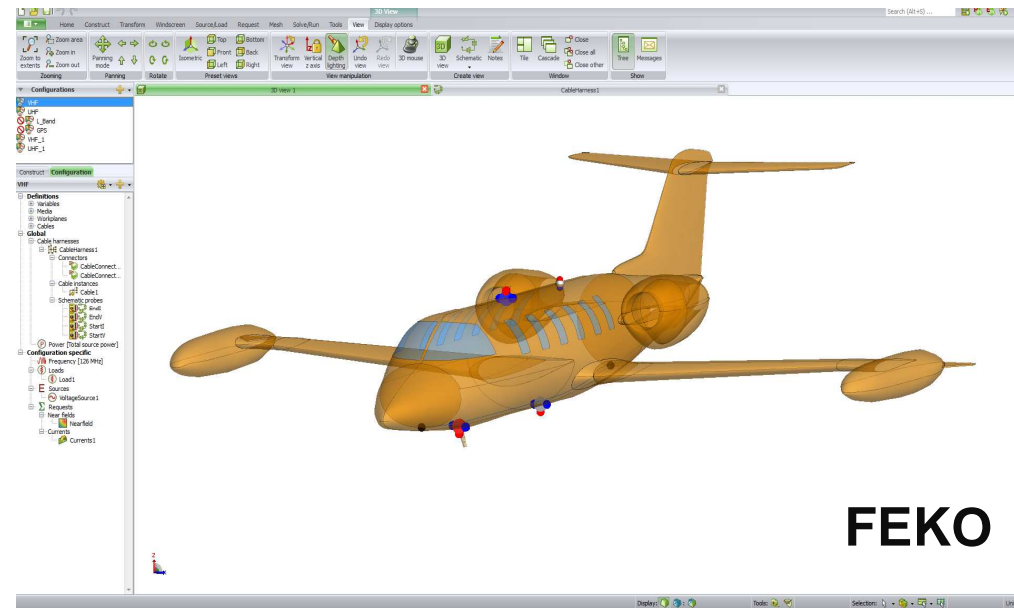 3D View
Search (Alt+S) ...
Home Construct Transform Windscreen Source/Load Request Mesh Solve/Run Tools View Display options
Zoom to extents
Zoom area
Zoom in
Zoom out
Panning mode
Isometric
Top Bottom
Front Back
Left Right
Transform view
Vertical z axis
Depth lighting
Undo view
Redo view
3D mouse
3D view
Schematic
Notes
Tile
Cascade
Close
Close all
Close other
Tree
Messages
Zooming Panning Rotate Preset views View manipulation Create view Window Show
Configurations
3D view 1
CableHarness1
VHF
UHF
L_Band
GPS
VHF_1
UHF_1
Construct Configuration
VHF
Definitions
Variables
Media
Workplanes
Cables
Global
Cable harnesses
CableHarness1
Connectors
CableConnect...
CableConnect...
Cable instances
Cable1
Schematic probes
EndI
EndV
StartI
StartV
Power [Total source power]
Configuration specific
Frequency [126 MHz]
Loads
Load1
Sources
VoltageSource1
Requests
Near fields
Nearfield
Currents
Currents1
FEKO
Z
Display:
Tools:
Selection: